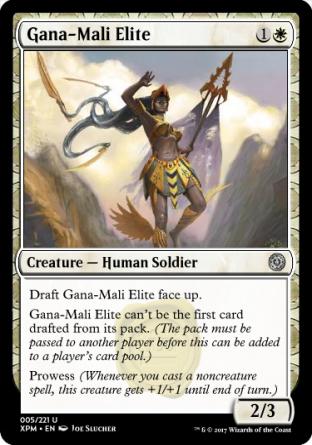 Gana-Mali Elite 1
Creature — Human Soldier
Draft Gana-Mali Elite face up.
Gana-Mali Elite can't be the first card
drafted from its pack. (The pack must be
passed to another player before this can be added
to a player's card pool.)
Prowess (Whenever you cast a noncreature
spell, this creature gets +1/+1 until end of turn.)
2/3
005/221 U
XPM • EN Joe Slucher
™ & © 2017 Wizards of the Coast